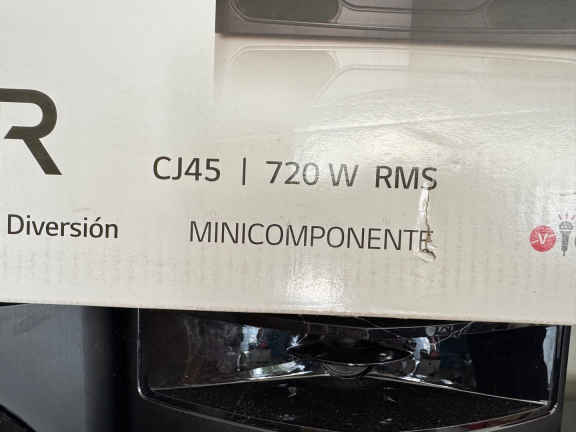 R
CJ45 | 720 W RMS
Diversión
MINICOMPONENTE
V